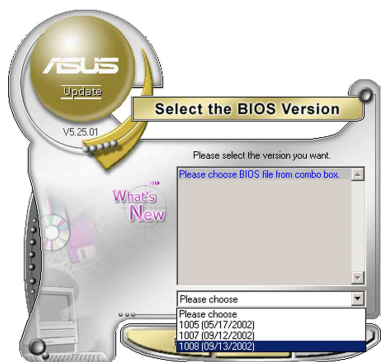 ASUS
Update
V5.25.01
Select the BIOS Version
Please select the version you want.
Please choose BIOS file from combo box.
What's
New
Please choose
Please choose
1005 (05/17/2002)
1007 (09/12/2002)
1008 (09/13/2002)